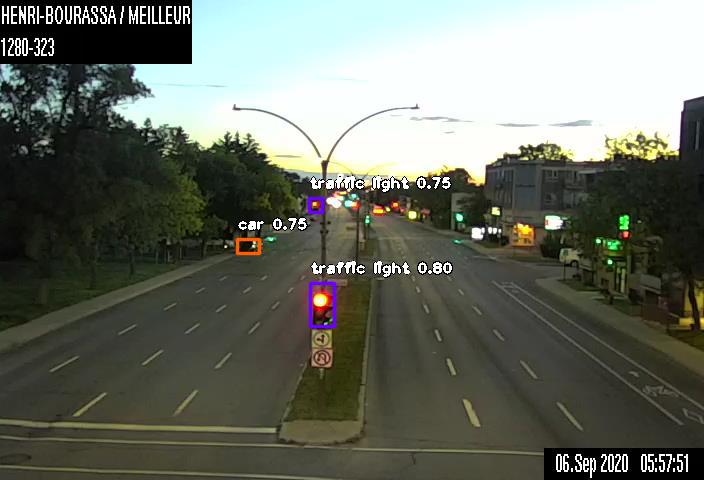 HENRI-BOURASSA / MEILLEUR
1280-323
traffic light 0.75
car 0.75
traffic light 0.80
06.Sep 2020 05:57:51